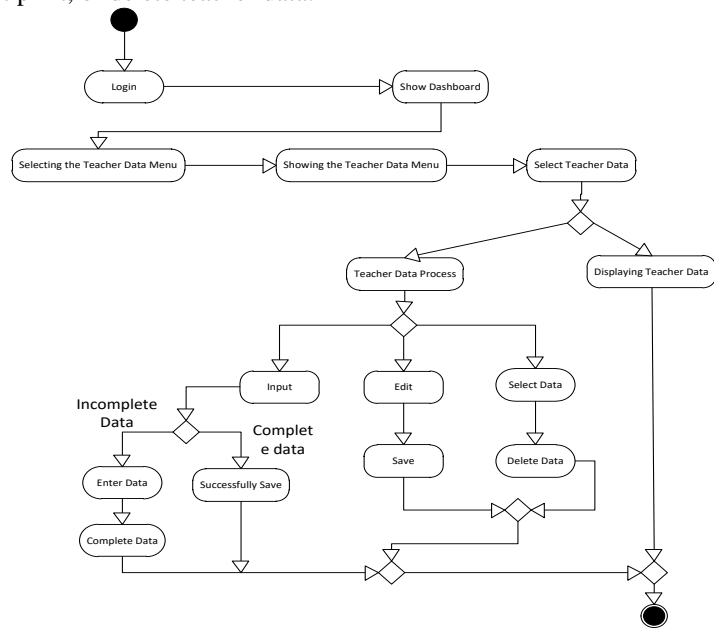 Login
Show Dashboard
Selecting the Teacher Data Menu
Showing the Teacher Data Menu
Select Teacher Data
Teacher Data Process
Displaying Teacher Data
Input
Edit
Select Data
Incomplete
Data
Complet
e data
Save
Delete Data
Enter Data
Successfully Save
Complete Data